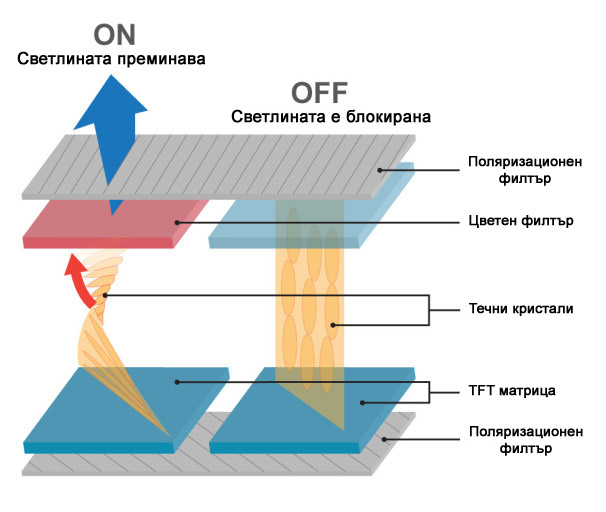 ON
Светлината преминава
OFF
Светлината е блокирана
Поляризационен
филтър
Цветен филтър
Течни кристали
TFT матрица
Поляризационен
филтър